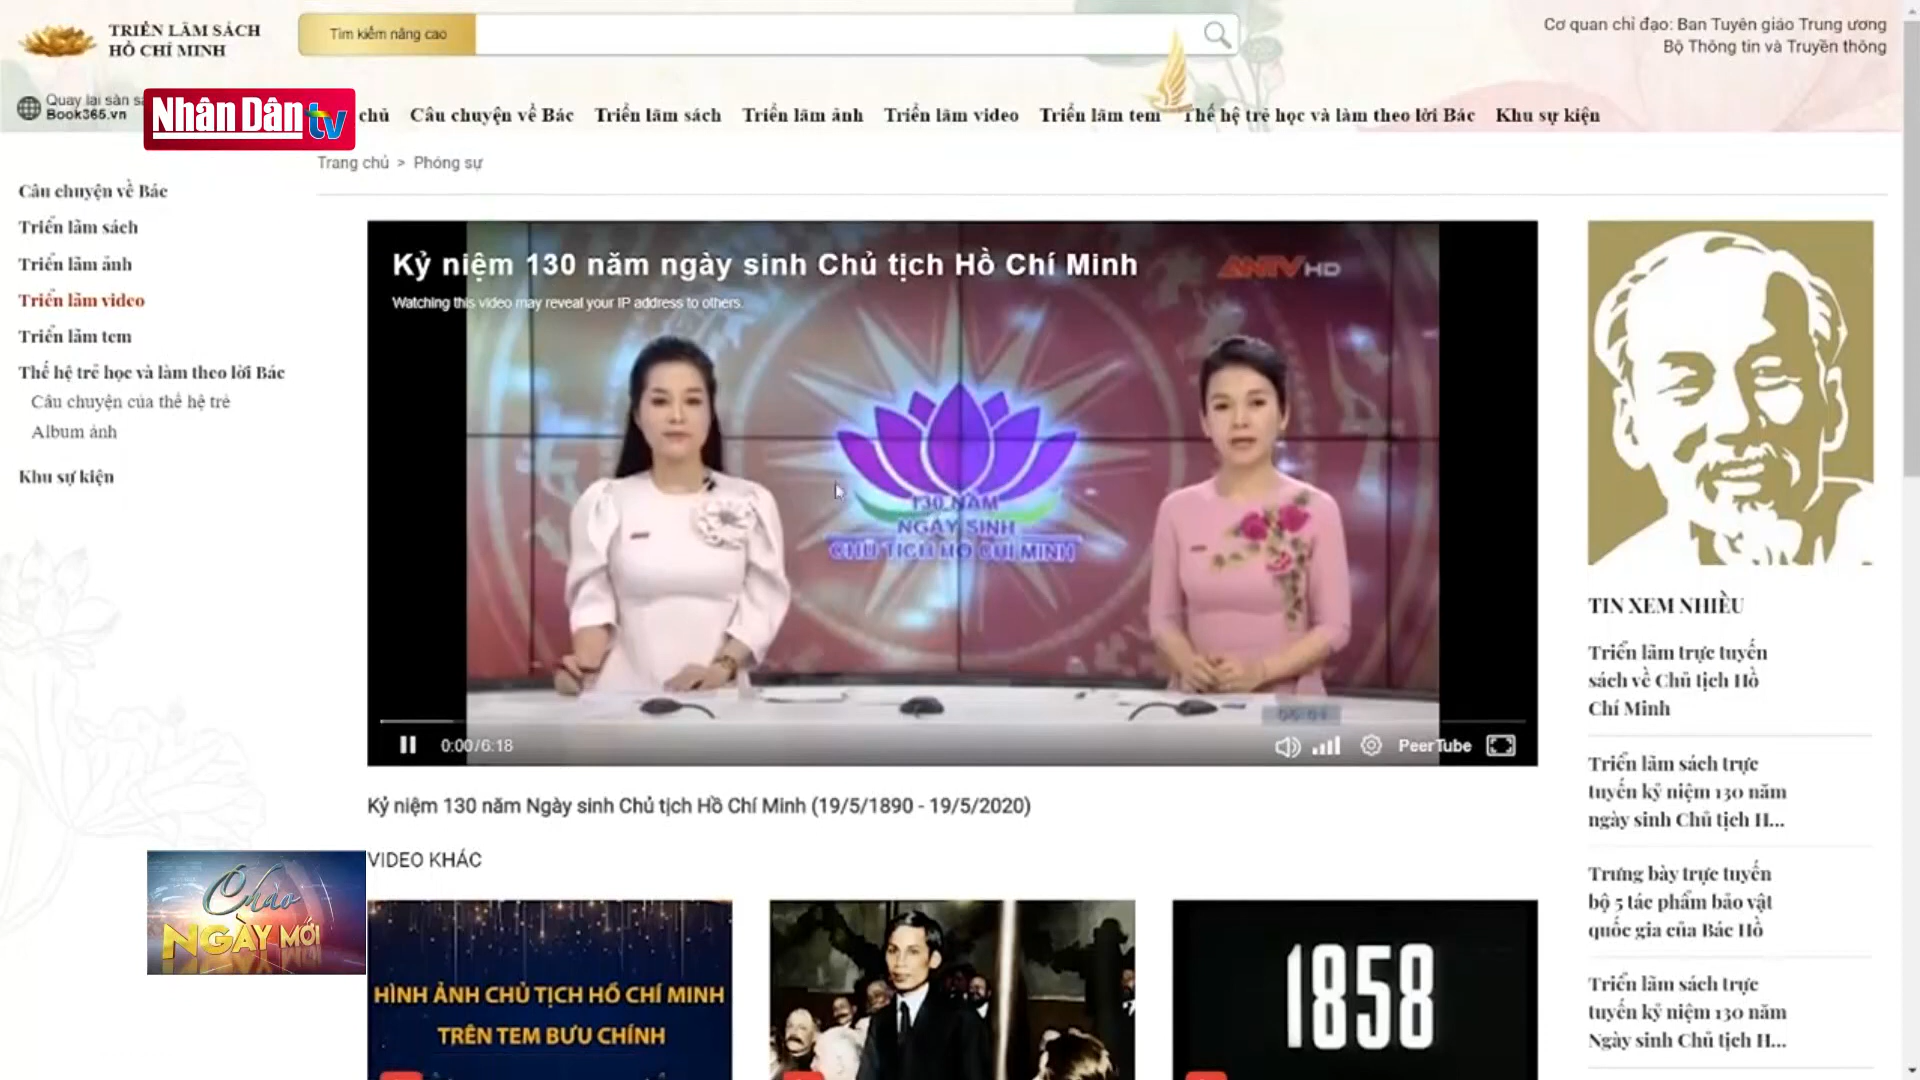 TRIỂN LÃM SÁCH
HỒ CHÍ MINH
Tìm kiếm nâng cao
Cơ quan chỉ đạo: Ban Tuyên giáo Trung ương
Bộ Thông tin và Truyền thông
Quay lại sàn
Book365.vn
Nhân Dân tv
chủ
Câu chuyện về Bác
Triển lãm sách
Triển lãm ảnh
Triển lãm video
Triển lãm tem
Thế hệ trẻ học và làm theo lời Bác
Khu sự kiện
Trang chủ > Phóng sự
Câu chuyện về Bác
Triển lãm sách
Triển lãm ảnh
Triển lãm video
Triển lãm tem
Thế hệ trẻ học và làm theo lời Bác
Câu chuyện của thế hệ trẻ
Album ảnh
Khu sự kiện
Kỷ niệm 130 năm ngày sinh Chủ tịch Hồ Chí Minh
Watching this video may reveal your IP address to others.
ANTV HD
130 NĂM
NGÀY SINH
CHỦ TỊCH HỒ CHÍ MINH
0:00/6:18
PeerTube
Kỷ niệm 130 năm Ngày sinh Chủ tịch Hồ Chí Minh (19/5/1890 - 19/5/2020)
VIDEO KHÁC
Chào
NGÀY MỚI
HÌNH ẢNH CHỦ TỊCH HỒ CHÍ MINH
TRÊN TEM BƯU CHÍNH
1858
TIN XEM NHIỀU
Triển lãm trực tuyến
sách về Chủ tịch Hồ
Chí Minh
Triển lãm sách trực
tuyến kỷ niệm 130 năm
ngày sinh Chủ tịch H...
Trưng bày trực tuyến
bộ 5 tác phẩm bảo vật
quốc gia của Bác Hồ
Triển lãm sách trực
tuyến kỷ niệm 130 năm
Ngày sinh Chủ tịch H...